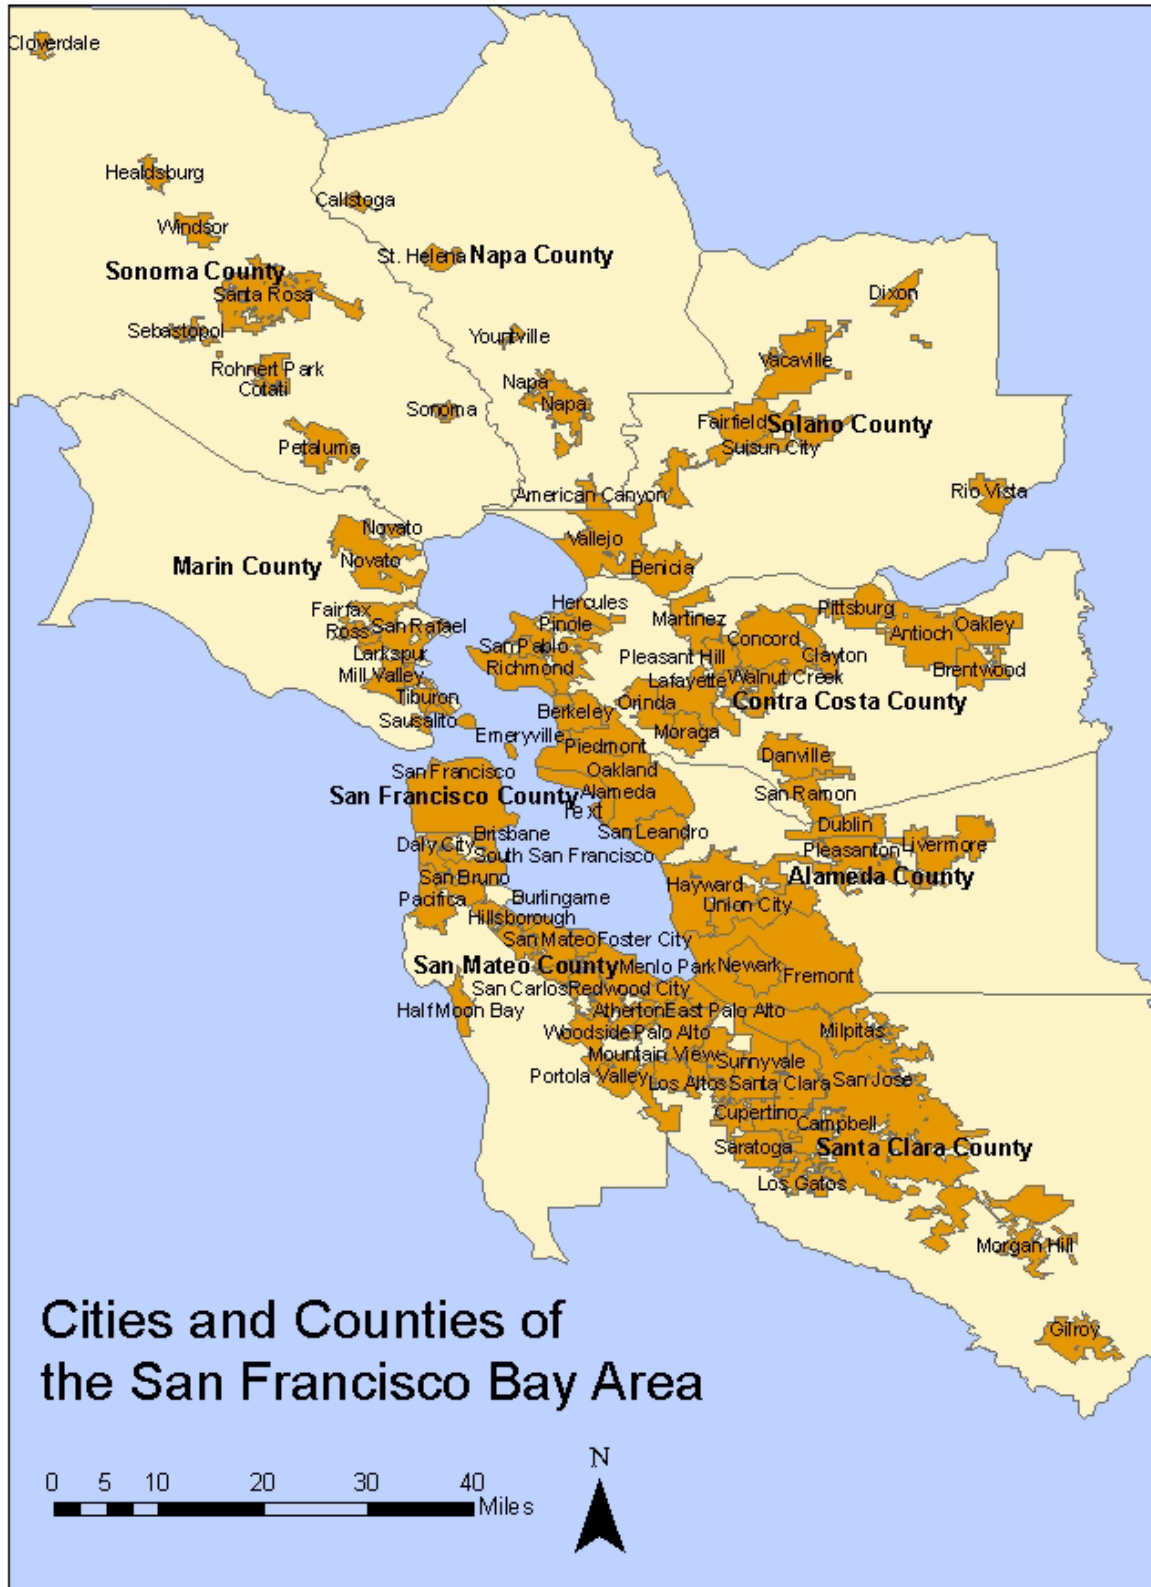 Cloverdale
Healdsburg
Calistoga
Windsor
St. Helena
Napa County
Sonoma County
Santa Rosa
Dixon
Sebastopol
Yountville
Vacaville
Rohnert Park
Cotati
Napa
Napa
Sonoma
Fairfield
Solano County
Petaluma
Suisun City
American Canyon
Rio Vista
Novato
Vallejo
Novato
Marin County
Benicia
Hercules
Fairfax
Martinez
Pittsburg
Ross
San Rafael
Pinole
Concord
Antioch
Oakley
San Pablo
Larkspur
Pleasant Hill
Clayton
Mill Valley
Richmond
Lafayette
Walnut Creek
Brentwood
Tiburon
Orinda
Contra Costa County
Sausalito
Berkeley
Emeryville
Moraga
Piedmont
Danville
San Francisco
Oakland
San Francisco County
Alameda
San Ramon
Text
Dublin
San Leandro
Brisbane
Daly City
South San Francisco
Pleasanton
Livermore
San Bruno
Alameda County
Hayward
Pacifica
Burlingame
Union City
Hillsborough
San Mateo
Foster City
San Mateo County
Menlo Park
Newark
Fremont
San Carlos
Redwood City
Half Moon Bay
Atherton
East Palo Alto
Woodside
Palo Alto
Milpitas
Mountain View
Sunnyvale
Portola Valley
Los Altos
Santa Clara
San Jose
Cupertino
Campbell
Saratoga
Santa Clara County
Los Gatos
Morgan Hill
Gilroy
Cities and Counties of
the San Francisco Bay Area
N
0 5 10 20 30 40
Miles